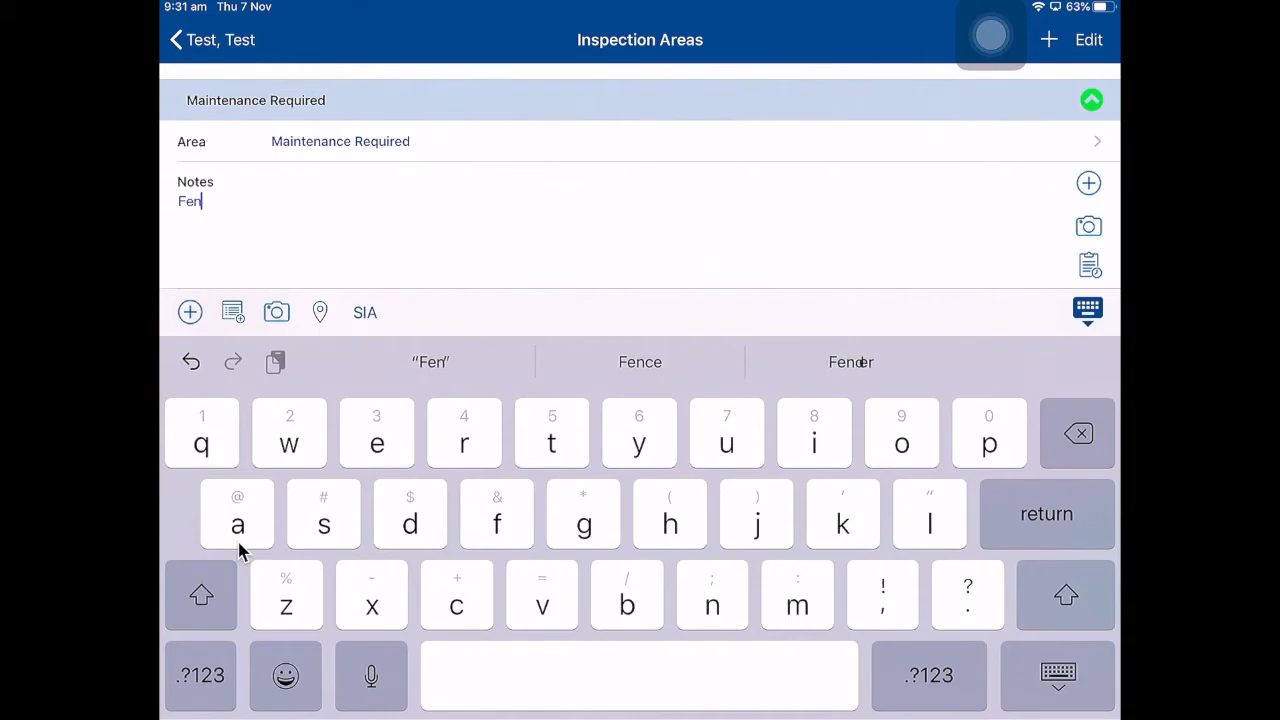 9:31 am Thu 7 Nov 63%
Test, Test Inspection Areas Edit
Maintenance Required
Area Maintenance Required
Notes
Fen
SIA
“Fen” Fence Fender
1 2 3 4 5 6 7 8 9 0
q w e r t y u i o p
@ # $ & * ( ) ' "
a s d f g h j k l return
% - + = / ; : ! ?
z x c v b n m , .
.?123 .?123